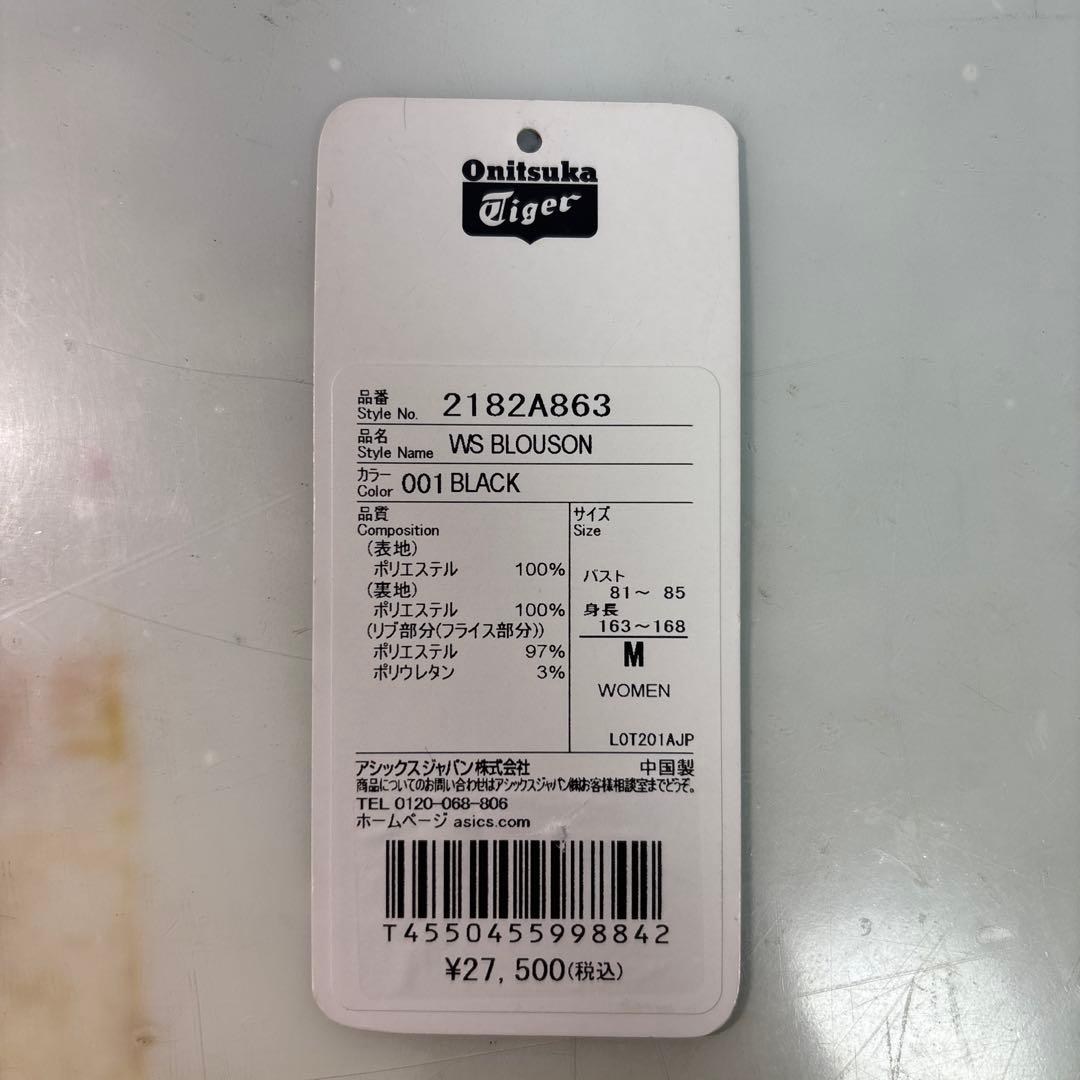 Onitsuka
Tiger
品番
Style No. 2182A863
品名
Style Name WS BLOUSON
カラー
Color 001 BLACK
品質
Composition
(表地)
ポリエステル 100%
(裏地)
ポリエステル 100%
(リブ部分(フライス部分))
ポリエステル 97%
ポリウレタン 3%
サイズ
Size
バスト
81～ 85
身長
163～168
M
WOMEN
LOT201AJP
アシックスジャパン株式会社 中国製
商品についてのお問い合わせはアシックスジャパン㈱お客様相談室までどうぞ。
TEL 0120-068-806
ホームページ asics.com
T4550455998842
¥27,500(税込)